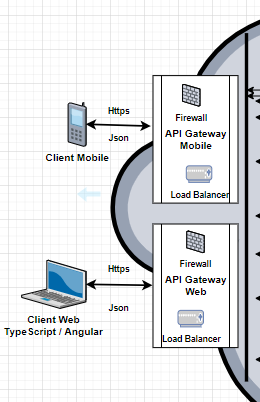 Https
Json
Client Mobile
Firewall
API Gateway
Mobile
Load Balancer
Https
Json
Client Web
TypeScript / Angular
Firewall
API Gateway
Web
Load Balancer